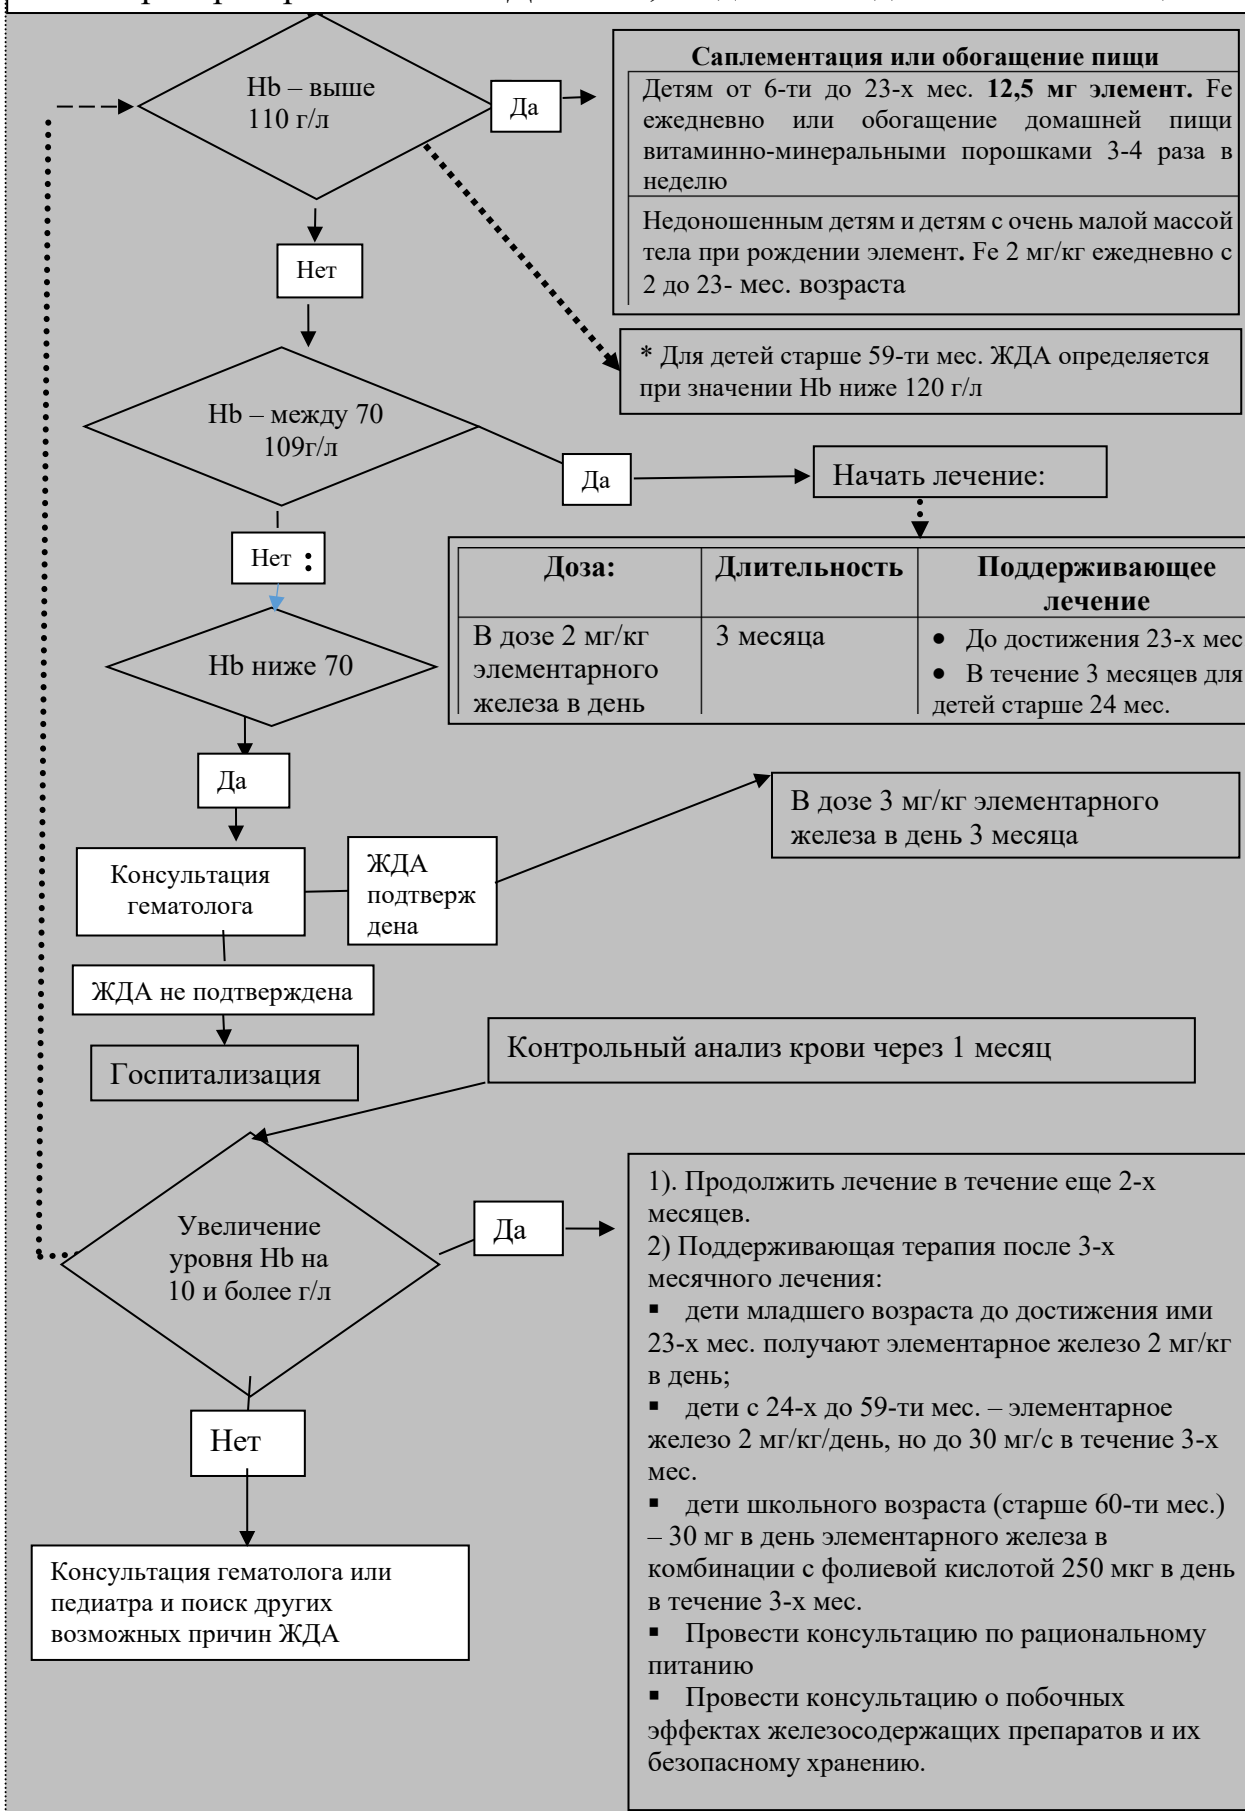 Hb – выше
110 г/л
Да
Саплементация или обогащение пищи
Детям от 6-ти до 23-х мес. 12,5 мг элемент. Fe
ежедневно или обогащение домашней пищи
витаминно-минеральными порошками 3-4 раза в
неделю
Недоношенным детям и детям с очень малой массой
тела при рождении элемент. Fe 2 мг/кг ежедневно с
2 до 23- мес. возраста
Нет
* Для детей старше 59-ти мес. ЖДА определяется
при значении Hb ниже 120 г/л
Hb – между 70
109г/л
Да
Начать лечение:
Нет :
Доза:
Длительность
Поддерживающее
лечение
В дозе 2 мг/кг
элементарного
железа в день
3 месяца
• До достижения 23-х мес
• В течение 3 месяцев для
детей старше 24 мес.
Hb ниже 70
Да
В дозе 3 мг/кг элементарного
железа в день 3 месяца
Консультация
гематолога
ЖДА
подтверж
дена
ЖДА не подтверждена
Госпитализация
Контрольный анализ крови через 1 месяц
Увеличение
уровня Hb на
10 и более г/л
Да
1). Продолжить лечение в течение еще 2-х
месяцев.
2) Поддерживающая терапия после 3-х
месячного лечения:
▪ дети младшего возраста до достижения ими
23-х мес. получают элементарное железо 2 мг/кг
в день;
▪ дети с 24-х до 59-ти мес. – элементарное
железо 2 мг/кг/день, но до 30 мг/с в течение 3-х
мес.
▪ дети школьного возраста (старше 60-ти мес.)
– 30 мг в день элементарного железа в
комбинации с фолиевой кислотой 250 мкг в день
в течение 3-х мес.
▪ Провести консультацию по рациональному
питанию
▪ Провести консультацию о побочных
эффектах железосодержащих препаратов и их
безопасному хранению.
Нет
Консультация гематолога или
педиатра и поиск других
возможных причин ЖДА